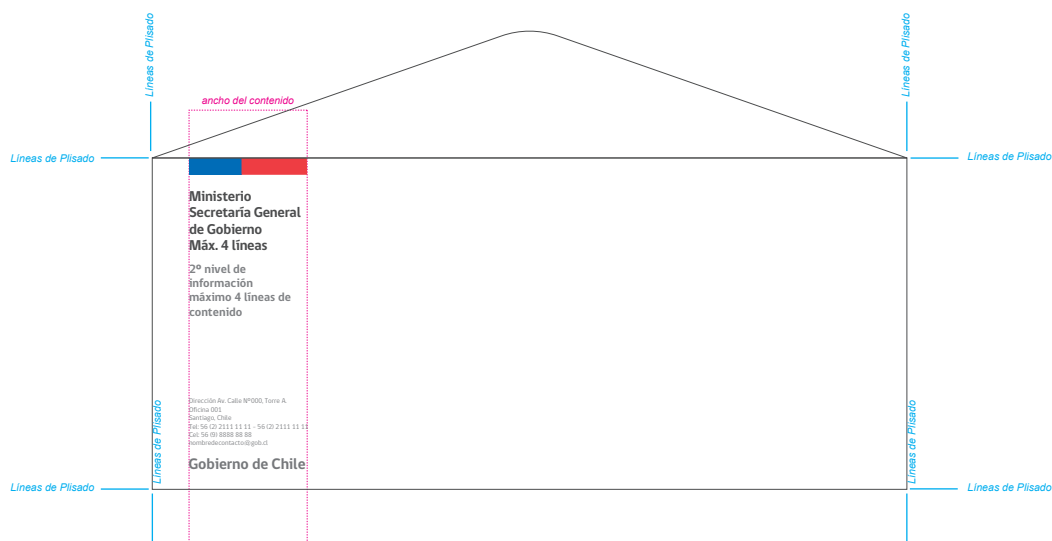 Líneas de Plisado
Líneas de Plisado
ancho del contenido
Líneas de Plisado
Líneas de Plisado
Ministerio
Secretaría General
de Gobierno
Máx. 4 líneas
2º nivel de
información
máximo 4 líneas de
contenido
Dirección Av. Calle Nº000, Torre A
Oficina 001
Santiago, Chile
Tel: 56 (2) 2111 11 11 - 56 (2) 2111 11 11
Cel: 56 (9) 8888 88 88
nombredecontacto@gob.cl
Gobierno de Chile
Líneas de Plisado
Líneas de Plisado
Líneas de Plisado
Líneas de Plisado